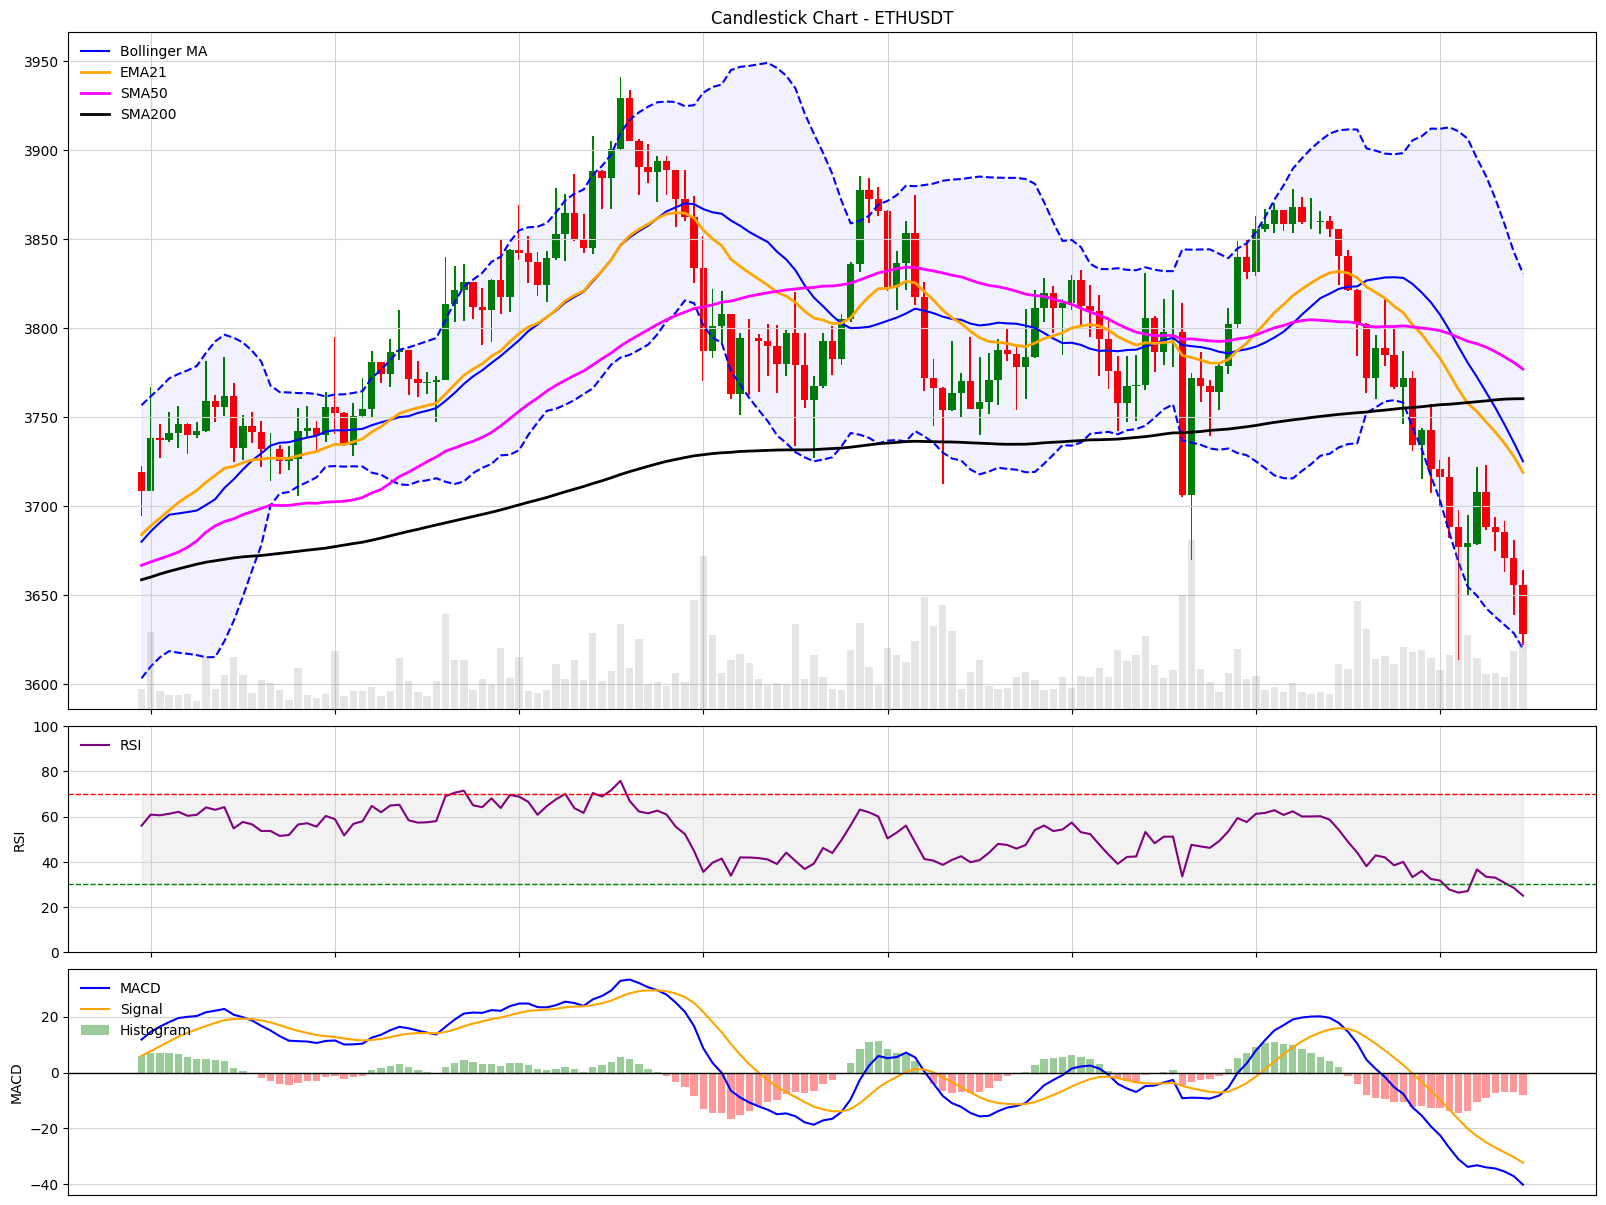 Candlestick Chart - ETHUSDT
Bollinger MA
EMA21
SMA50
SMA200
3950
3900
3850
3800
3750
3700
3650
3600
RSI
100
80
60
40
20
0
RSI
MACD
Signal
Histogram
20
0
−20
−40
MACD